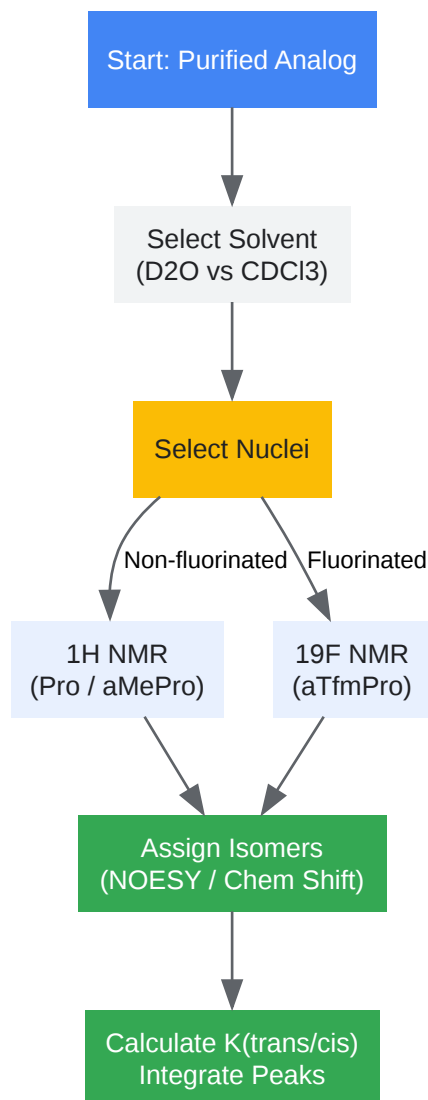 Start: Purified Analog
Select Solvent
(D2O vs CDCl3)
Select Nuclei
Non-fluorinated
Fluorinated
1H NMR
(Pro / aMePro)
19F NMR
(aTfmPro)
Assign Isomers
(NOESY / Chem Shift)
Calculate K(trans/cis)
Integrate Peaks